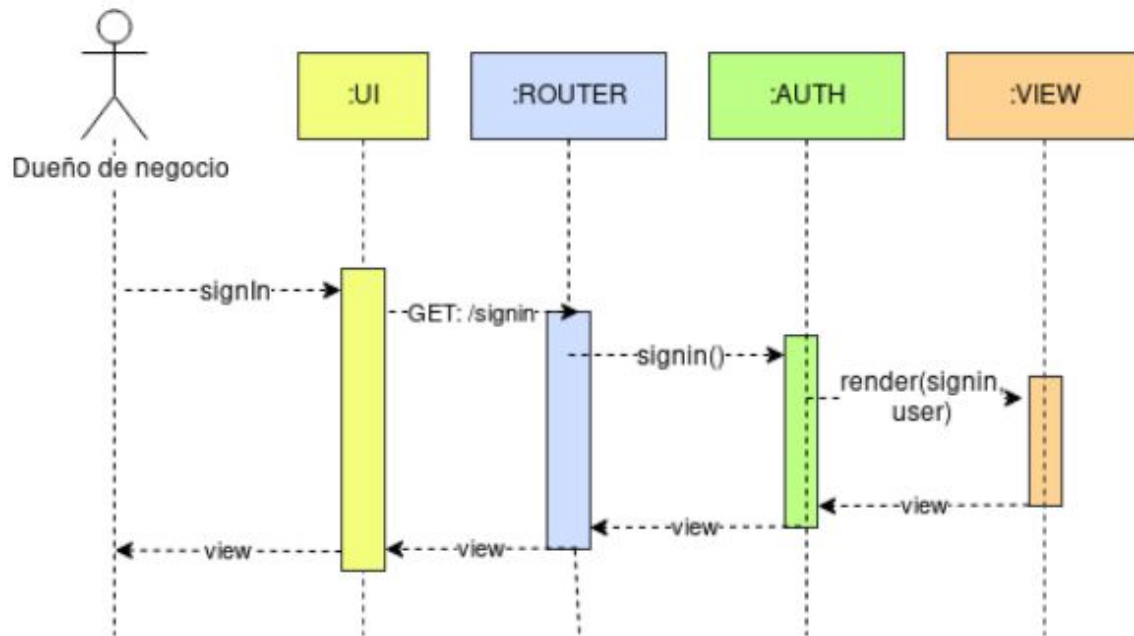 :UI
:ROUTER
:AUTH
:VIEW
Dueño de negocio
signIn
GET: /signin
signin()
render(signin,
user)
view
view
view
view